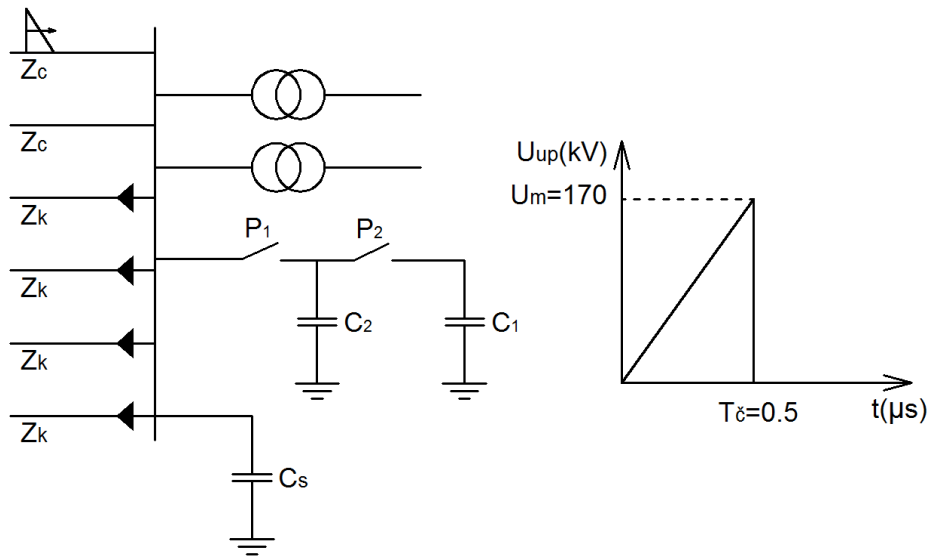 Zc
Zc
Zk
Zk
Zk
Zk
P1
P2
C2
C1
Cs
Uup(kV)
Um=170
Tč=0.5
t(µs)